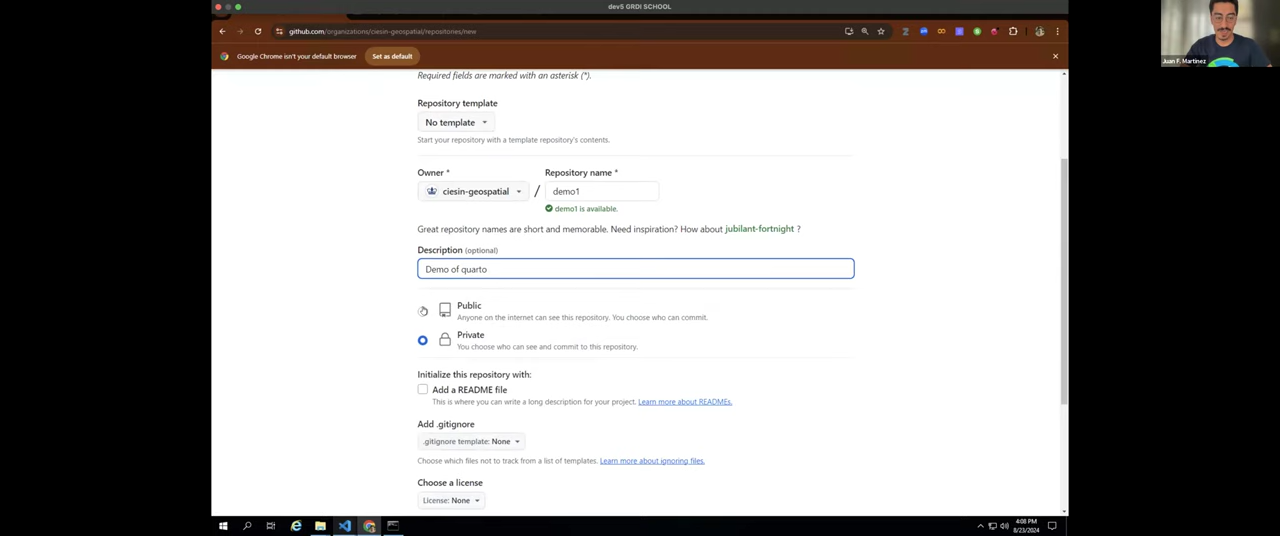 dev5 GRDI SCHOOL
github.com/organizations/ciesin-geospatial/repositories/new
Google Chrome isn't your default browser
Set as default
Juan F. Martinez
Required fields are marked with an asterisk (*).
Repository template
No template
Start your repository with a template repository's contents.
Owner *
Repository name *
ciesin-geospatial
/
demo1
demo1 is available.
Great repository names are short and memorable. Need inspiration? How about jubilant-fortnight ?
Description (optional)
Demo of quarto
Public
Anyone on the internet can see this repository. You choose who can commit.
Private
You choose who can see and commit to this repository.
Initialize this repository with:
Add a README file
This is where you can write a long description for your project. Learn more about READMEs.
Add .gitignore
.gitignore template: None
Choose which files not to track from a list of templates. Learn more about ignoring files.
Choose a license
License: None
4:08 PM
8/23/2024